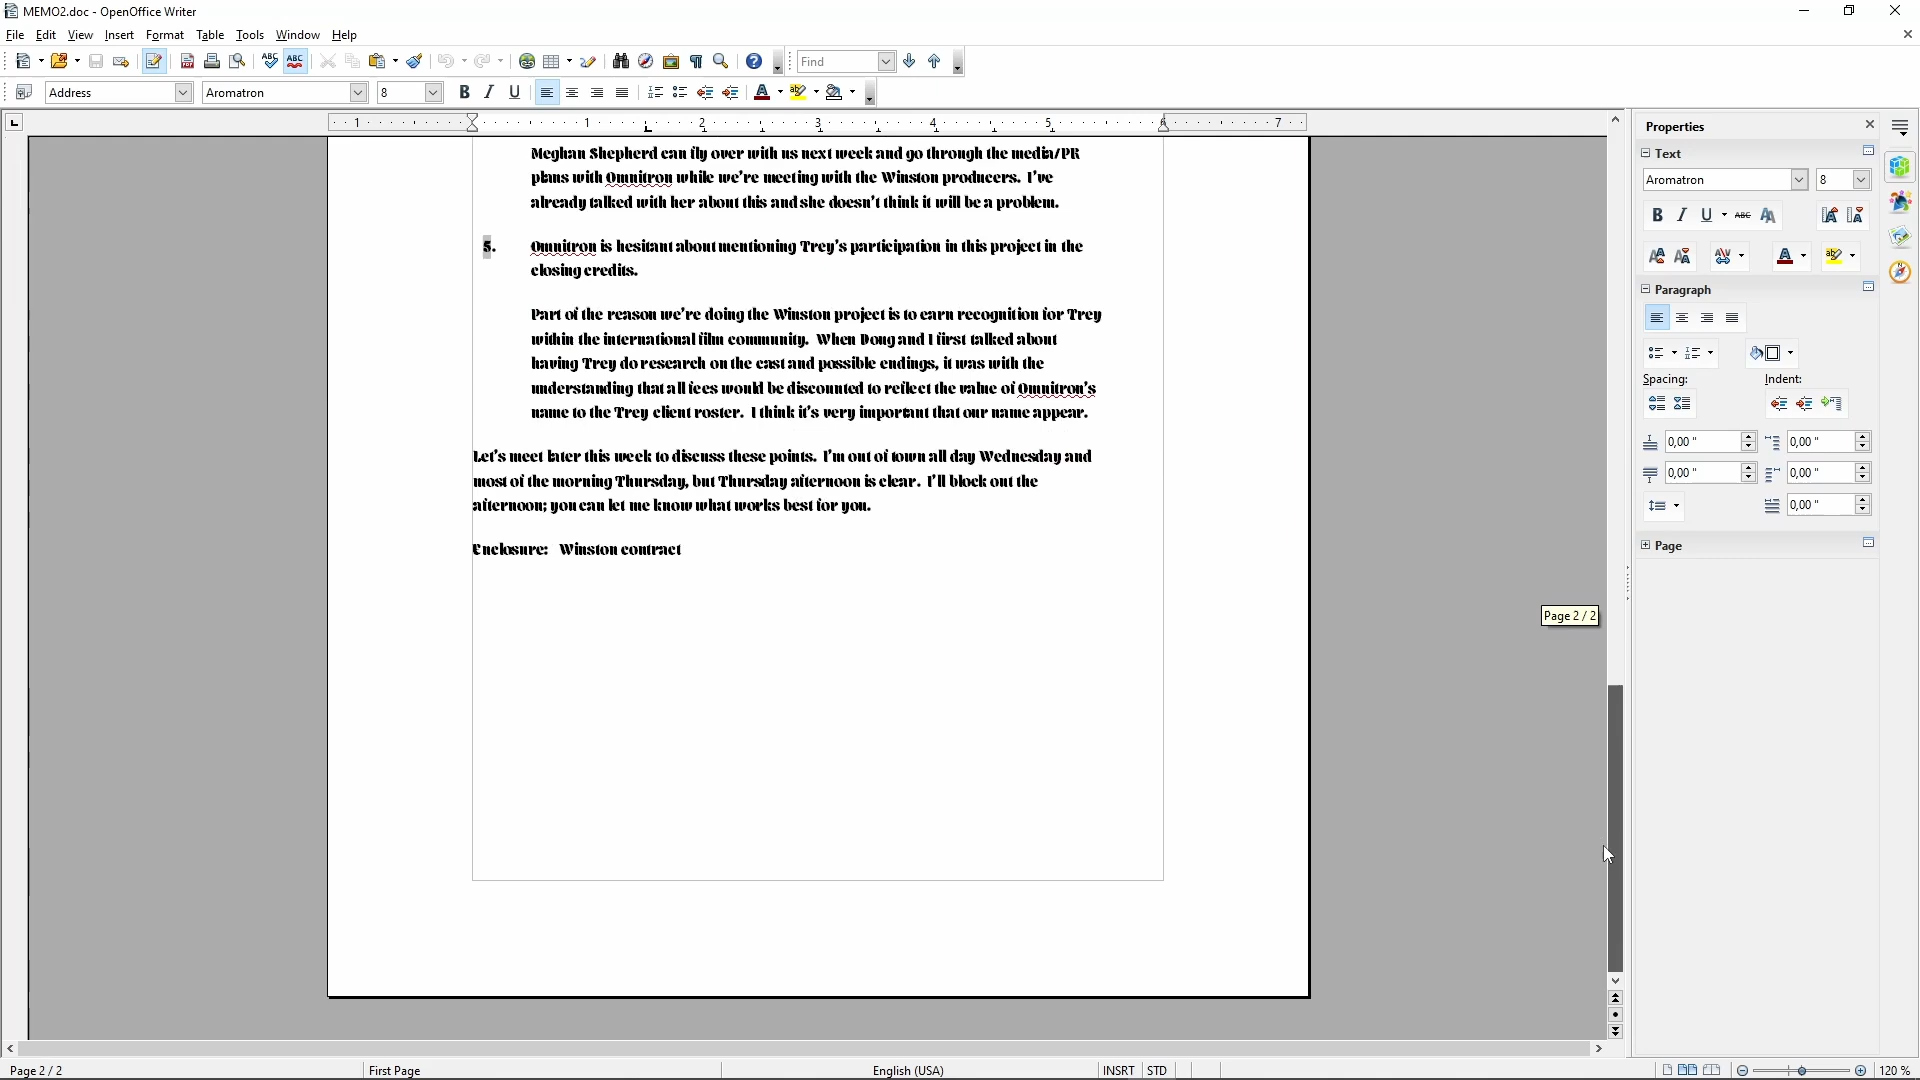 MEMO2.doc - OpenOffice Writer
File Edit View Insert Format Table Tools Window Help
Find
Address Aromatron 8
1 1 2 3 4 5 6 7
Meghan Shepherd can fly over with us next week and go through the media/PR
plans with Omnitron while we're meeting with the Winston producers. I've
already talked with her about this and she doesn't think it will be a problem.
5. Omnitron is hesitant about mentioning Trey's participation in this project in the
closing credits.
Part of the reason we're doing the Winston project is to earn recognition for Trey
within the international film community. When Doug and I first talked about
having Trey do research on the cast and possible endings, it was with the
understanding that all fees would be discounted to reflect the value of Omnitron's
name to the Trey client roster. I think it's very important that our name appear.
Let's meet later this week to discuss these points. I'm out of town all day Wednesday and
most of the morning Thursday, but Thursday afternoon is clear. I'll block out the
afternoon; you can let me know what works best for you.
Enclosure: Winston contract
Page 2 / 2
Properties
Text
Aromatron 8
Paragraph
Spacing: Indent:
0,00 " 0,00 "
0,00 " 0,00 "
0,00 "
Page
Page 2 / 2 First Page English (USA) INSRT STD 120 %